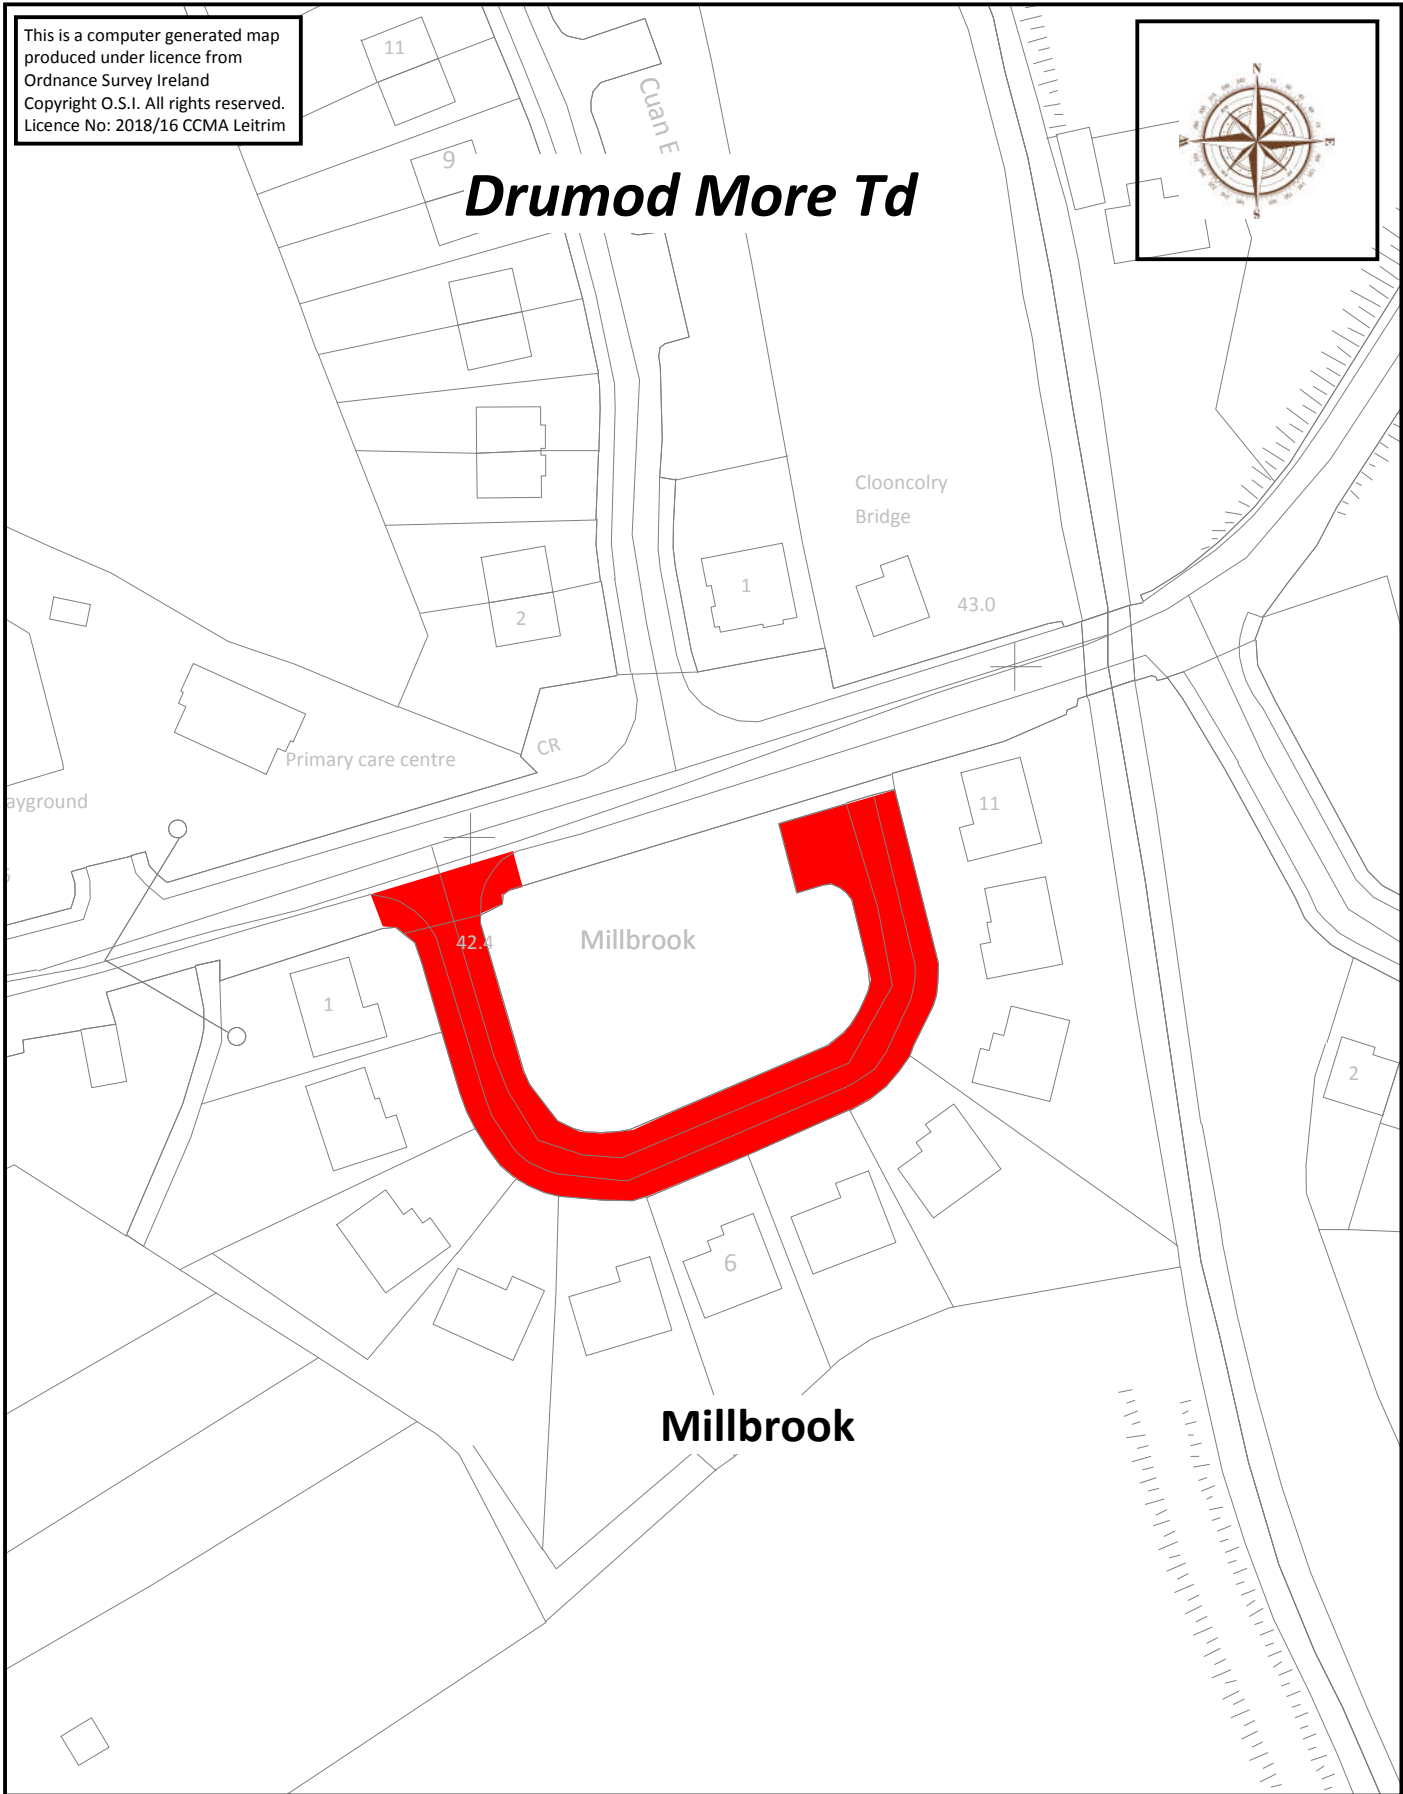 This is a computer generated map
produced under licence from
Ordnance Survey Ireland
Copyright O.S.I. All rights reserved.
Licence No: 2018/16 CCMA Leitrim
11
Cuan E
N
W
E
S
9
Drumod More Td
Clooncolry
Bridge
1
43.0
2
CR
Primary care centre
ayground
11
42.4
Millbrook
1
2
6
Millbrook